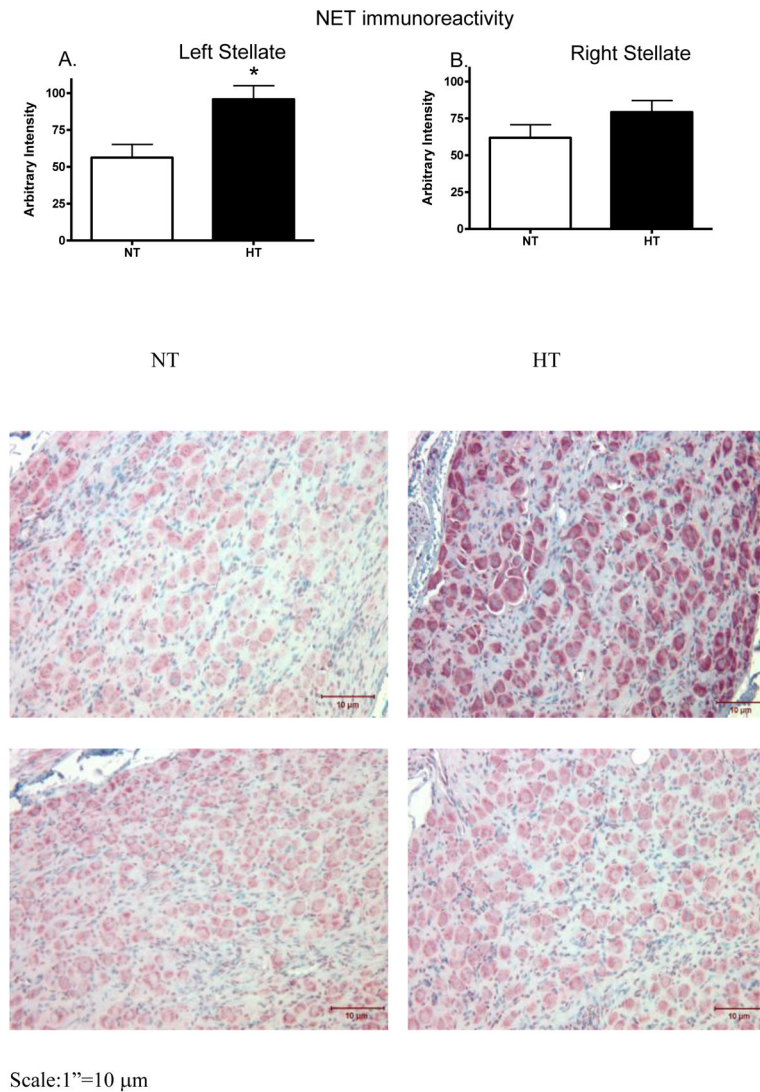 NET immunoreactivity
A.
Left Stellate
*
Arbitrary Intensity
100
75
50
25
0
NT
HT
B.
Right Stellate
Arbitrary Intensity
100
75
50
25
0
NT
HT
NT
HT
10 µm
10 µm
10 µm
10 µm
Scale:1”=10 µm